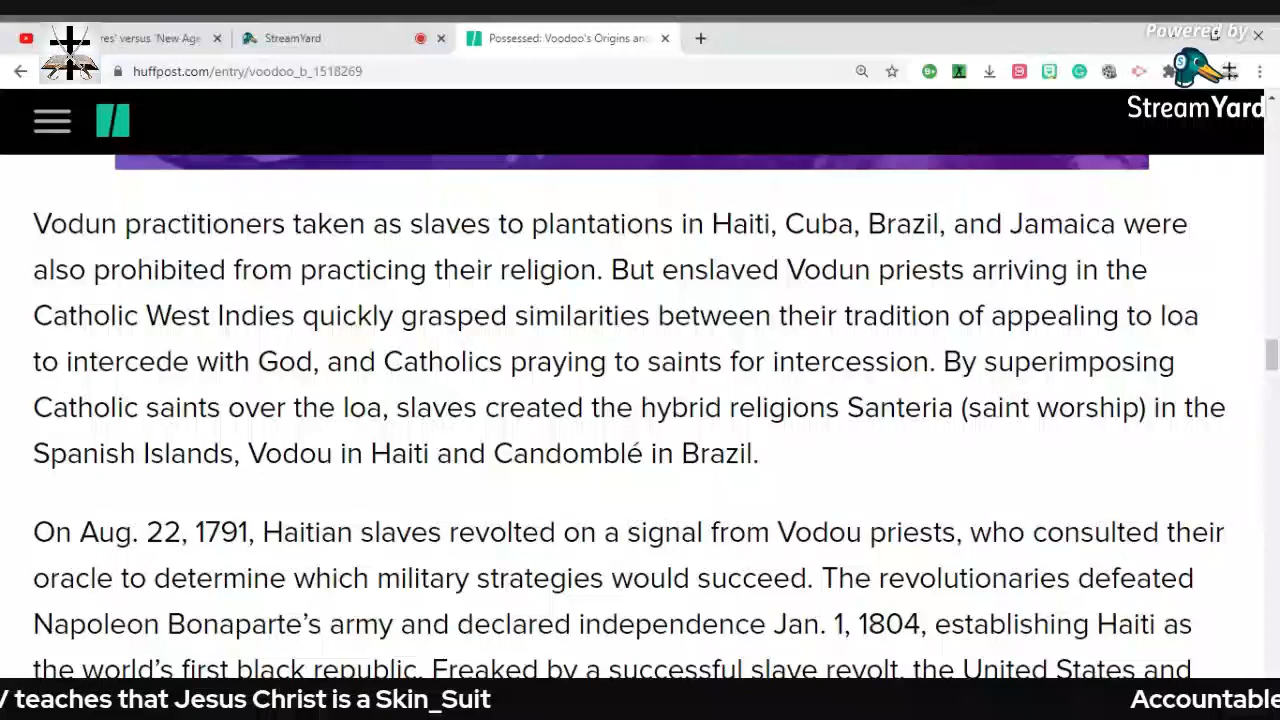 Powered by
res' versus 'New Age
StreamYard
Possessed: Voodoo's Origins and
huffpost.com/entry/voodoo_b_1518269
StreamYard
Vodun practitioners taken as slaves to plantations in Haiti, Cuba, Brazil, and Jamaica were
also prohibited from practicing their religion. But enslaved Vodun priests arriving in the
Catholic West Indies quickly grasped similarities between their tradition of appealing to loa
to intercede with God, and Catholics praying to saints for intercession. By superimposing
Catholic saints over the loa, slaves created the hybrid religions Santeria (saint worship) in the
Spanish Islands, Vodou in Haiti and Candomblé in Brazil.
On Aug. 22, 1791, Haitian slaves revolted on a signal from Vodou priests, who consulted their
oracle to determine which military strategies would succeed. The revolutionaries defeated
Napoleon Bonaparte’s army and declared independence Jan. 1, 1804, establishing Haiti as
the world’s first black republic. Freaked by a successful slave revolt, the United States and
teaches that Jesus Christ is a Skin_Suit
Accountable